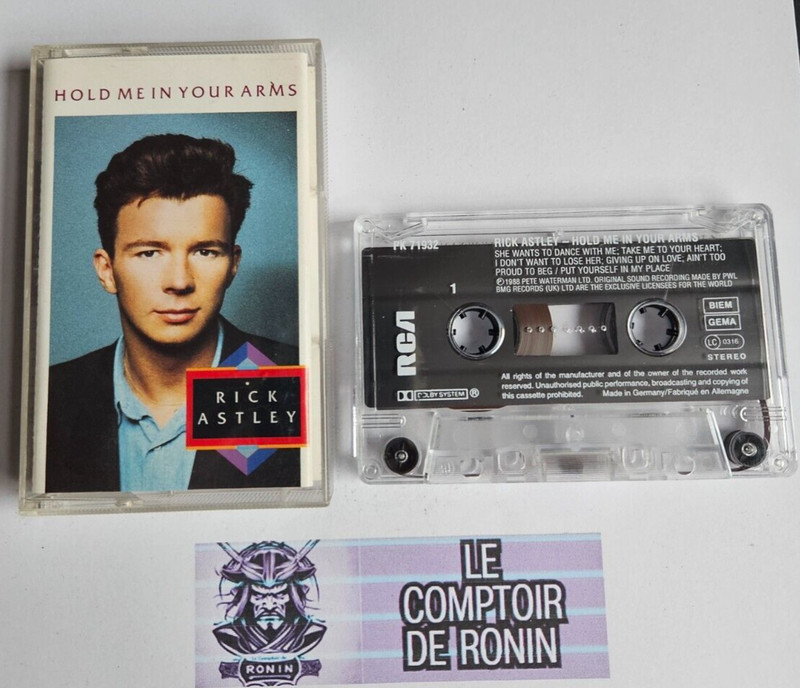 HOLD ME IN YOUR ARMS
RICK
ASTLEY
PK 71932
RICK ASTLEY – HOLD ME IN YOUR ARMS
SHE WANTS TO DANCE WITH ME; TAKE ME TO YOUR HEART;
I DON'T WANT TO LOSE HER; GIVING UP ON LOVE; AIN'T TOO
PROUD TO BEG / PUT YOURSELF IN MY PLACE
℗ 1988 PETE WATERMAN LTD. ORIGINAL SOUND RECORDING MADE BY PWL
BMG RECORDS (UK) LTD ARE THE EXCLUSIVE LICENSEES FOR THE WORLD
1
RCA
BIEM
GEMA
LC 0316
STEREO
All rights of the manufacturer and of the owner of the recorded work
reserved. Unauthorised public performance, broadcasting and copying of
this cassette prohibited. Made in Germany/Fabriqué en Allemagne
DOLBY SYSTEM ®
LE
COMPTOIR
DE RONIN
Le Comptoir de
RONIN